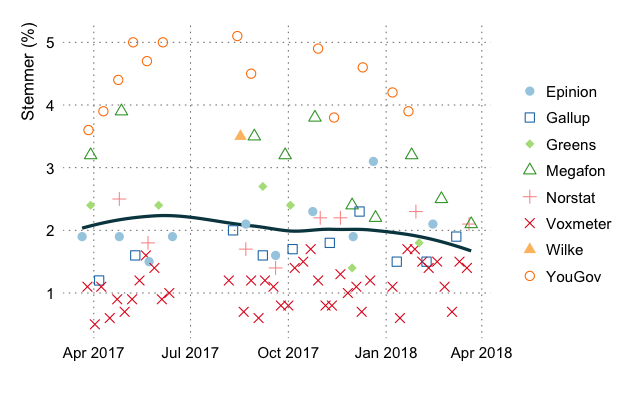 Stemmer (%)
5
4
3
2
1
Apr 2017
Jul 2017
Oct 2017
Jan 2018
Apr 2018
Epinion
Gallup
Greens
Megafon
Norstat
Voxmeter
Wilke
YouGov